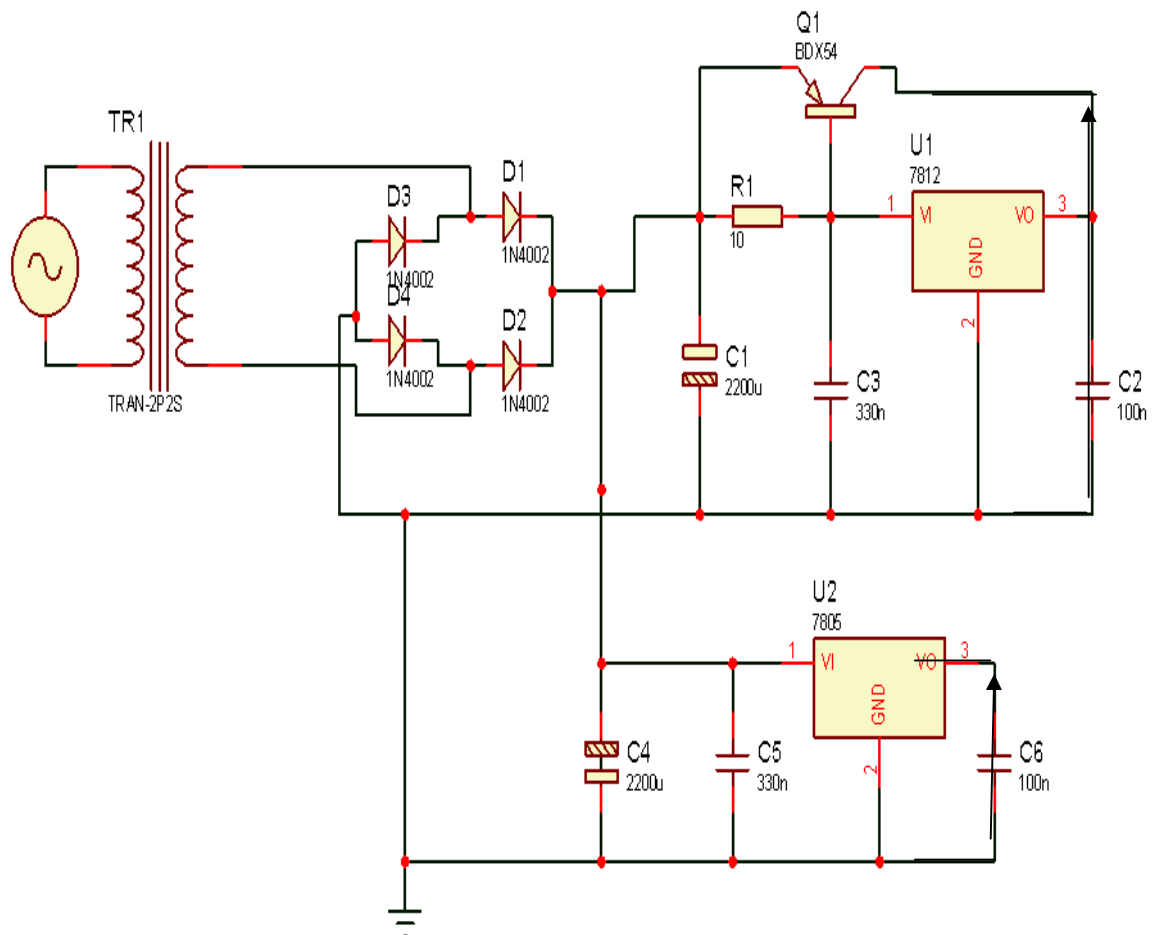 Q1
BDX54
TR1
U1
7812
D1
1N4002
D3
1N4002
R1
10
1
VI
VO
3
GND
2
D4
1N4002
D2
1N4002
C1
2200u
C3
330n
C2
100n
TRAN-2P2S
U2
7805
1
VI
VO
3
GND
2
C4
2200u
C5
330n
C6
100n